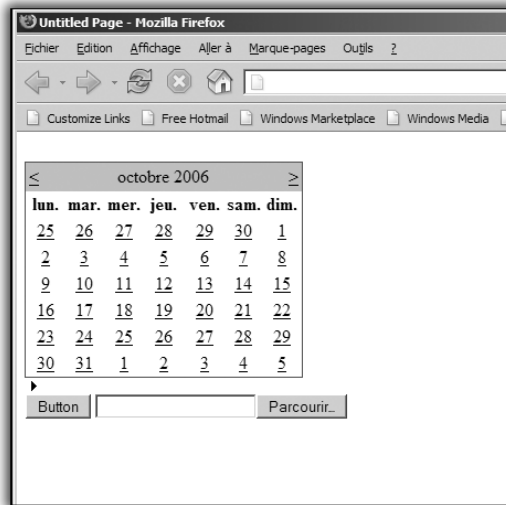 Untitled Page - Mozilla Firefox
Fichier Edition Affichage Aller à Marque-pages Outils ?
Customize Links Free Hotmail Windows Marketplace Windows Media
< octobre 2006 >
lun. mar. mer. jeu. ven. sam. dim.
25 26 27 28 29 30 1
2 3 4 5 6 7 8
9 10 11 12 13 14 15
16 17 18 19 20 21 22
23 24 25 26 27 28 29
30 31 1 2 3 4 5
Button Parcourir...